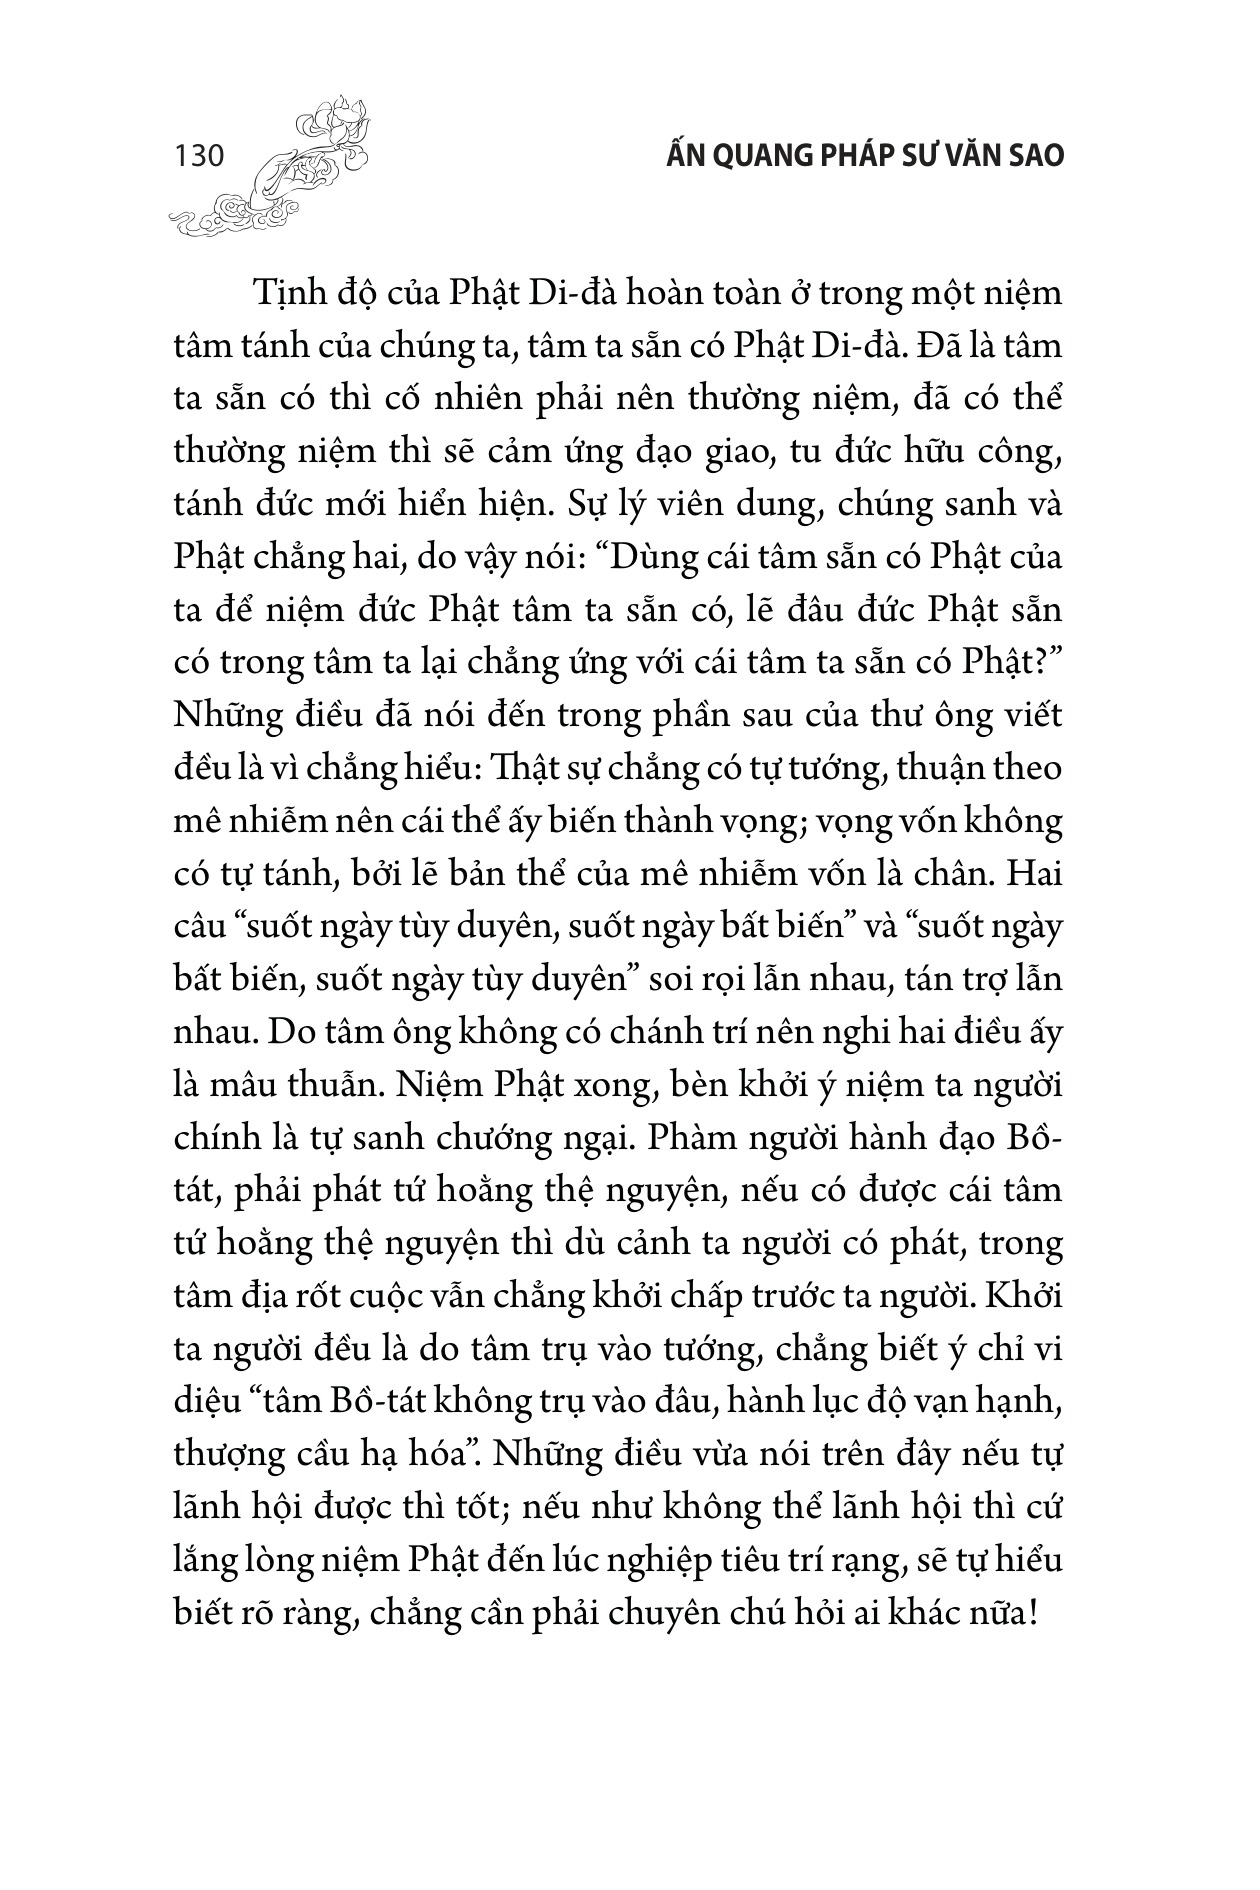 130
ẤN QUANG PHÁP SƯ VĂN SAO
Tịnh độ của Phật Di-đà hoàn toàn ở trong một niệm
tâm tánh của chúng ta, tâm ta sẵn có Phật Di-đà. Đã là tâm
ta sẵn có thì cố nhiên phải nên thường niệm, đã có thể
thường niệm thì sẽ cảm ứng đạo giao, tu đức hữu công,
tánh đức mới hiển hiện. Sự lý viên dung, chúng sanh và
Phật chẳng hai, do vậy nói: “Dùng cái tâm sẵn có Phật của
ta để niệm đức Phật tâm ta sẵn có, lẽ đâu đức Phật sẵn
có trong tâm ta lại chẳng ứng với cái tâm ta sẵn có Phật?”
Những điều đã nói đến trong phần sau của thư ông viết
đều là vì chẳng hiểu: Thật sự chẳng có tự tướng, thuận theo
mê nhiễm nên cái thể ấy biến thành vọng; vọng vốn không
có tự tánh, bởi lẽ bản thể của mê nhiễm vốn là chân. Hai
câu “suốt ngày tùy duyên, suốt ngày bất biến” và “suốt ngày
bất biến, suốt ngày tùy duyên” soi rọi lẫn nhau, tán trợ lẫn
nhau. Do tâm ông không có chánh trí nên nghi hai điều ấy
là mâu thuẫn. Niệm Phật xong, bèn khởi ý niệm ta người
chính là tự sanh chướng ngại. Phàm người hành đạo Bồ-
tát, phải phát tứ hoằng thệ nguyện, nếu có được cái tâm
tứ hoằng thệ nguyện thì dù cảnh ta người có phát, trong
tâm địa rốt cuộc vẫn chẳng khởi chấp trước ta người. Khởi
ta người đều là do tâm trụ vào tướng, chẳng biết ý chỉ vi
diệu “tâm Bồ-tát không trụ vào đâu, hành lục độ vạn hạnh,
thượng cầu hạ hóa”. Những điều vừa nói trên đây nếu tự
lãnh hội được thì tốt; nếu như không thể lãnh hội thì cứ
lắng lòng niệm Phật đến lúc nghiệp tiêu trí rạng, sẽ tự hiểu
biết rõ ràng, chẳng cần phải chuyên chú hỏi ai khác nữa!